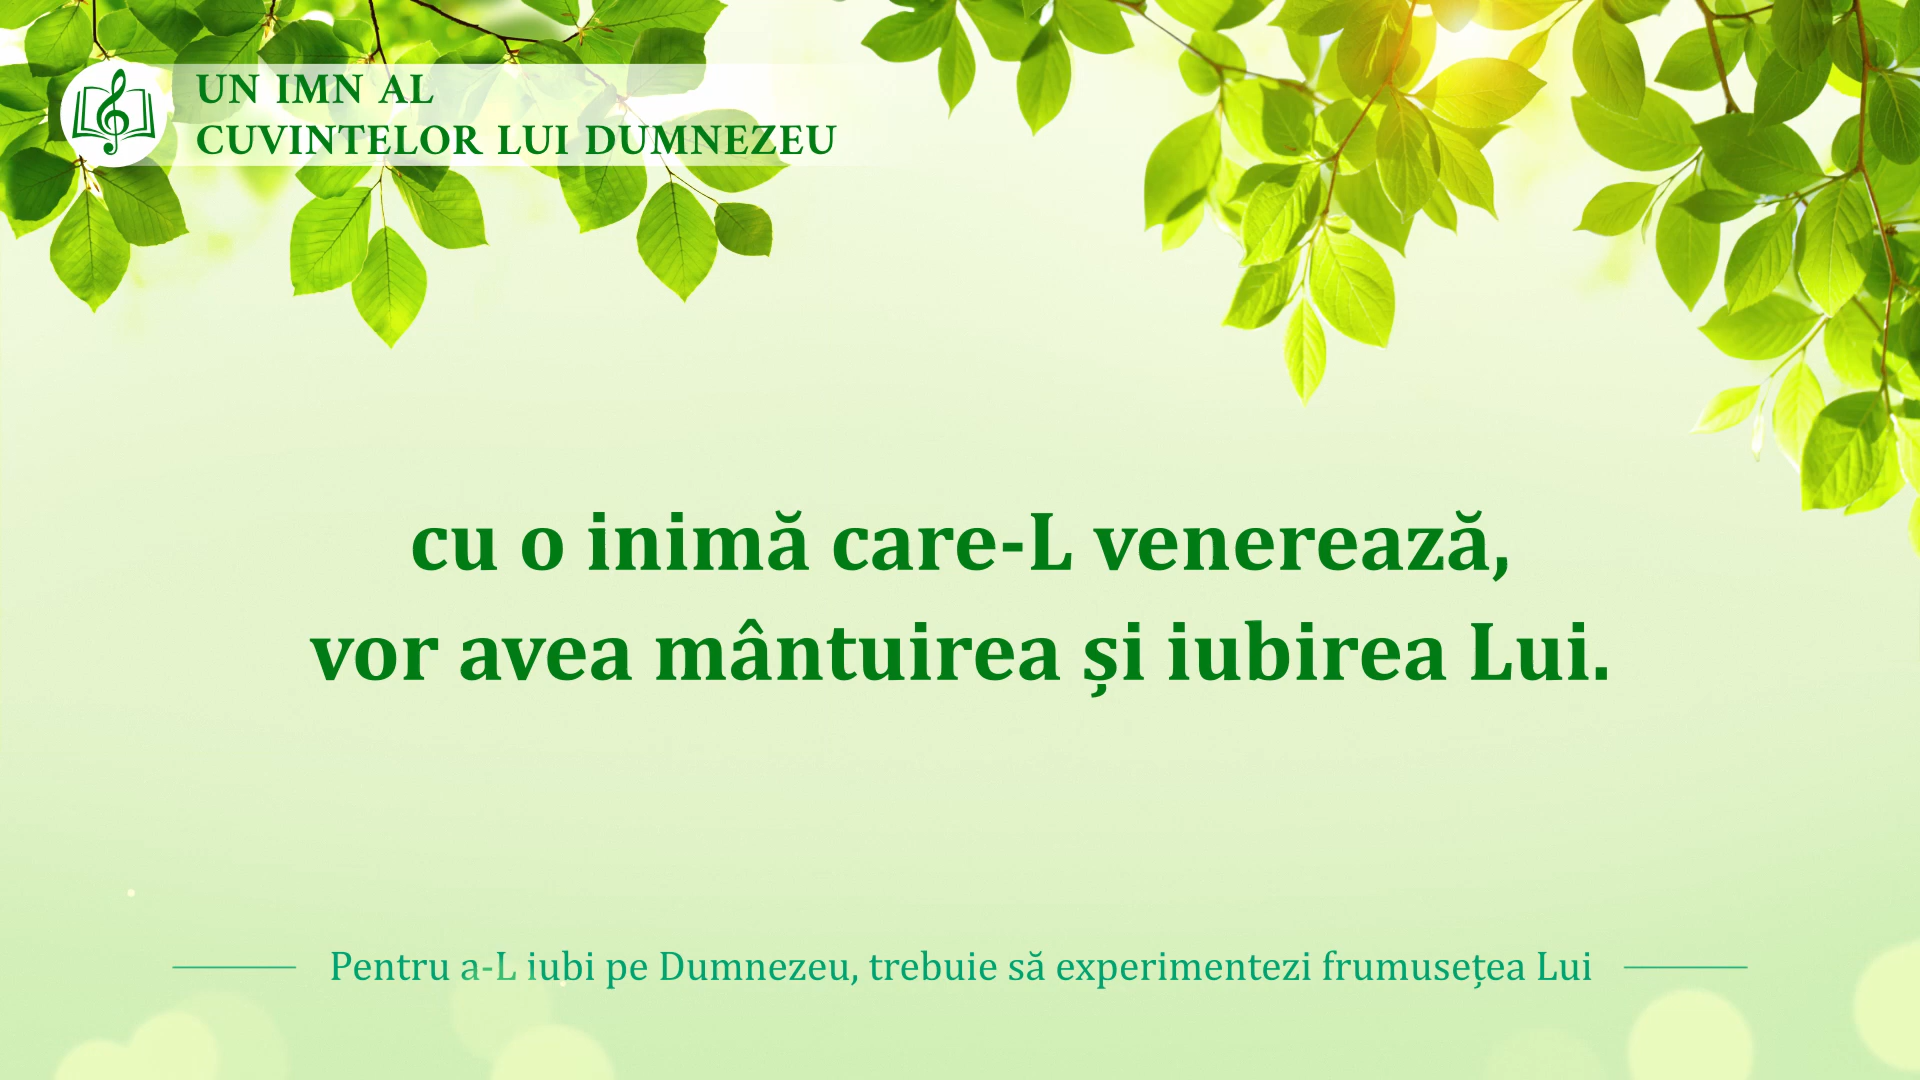 UN IMN AL
CUVINTELOR LUI DUMNEZEU
cu o inimă care-L venerează,
vor avea mântuirea și iubirea Lui.
Pentru a-L iubi pe Dumnezeu, trebuie să experimentezi frumusețea Lui